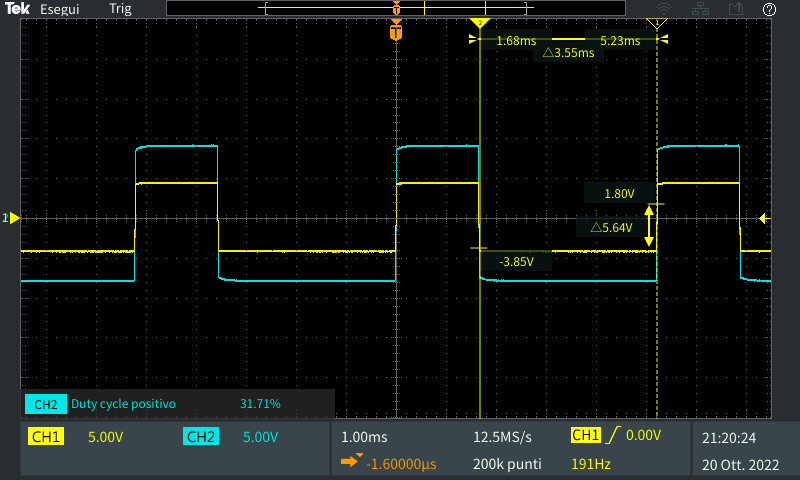 Tek Esegui Trig
T
2 1
1.68ms 5.23ms
△3.55ms
T
1.80V
△5.64V
-3.85V
CH2 Duty cycle positivo 31.71%
CH1 5.00V CH2 5.00V 1.00ms 12.5MS/s CH1 0.00V 21:20:24
-1.60000µs 200k punti 191Hz 20 Ott. 2022